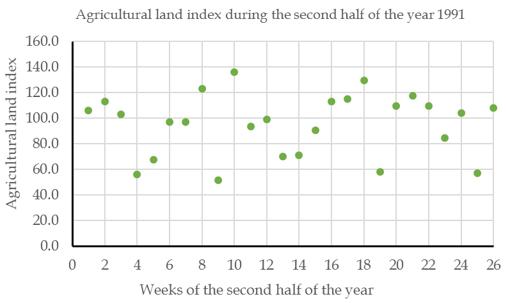 Agricultural land index during the second half of the year 1991
160.0
140.0
120.0
100.0
80.0
60.0
40.0
20.0
0.0
Agricultural land index
0 2 4 6 8 10 12 14 16 18 20 22 24 26
Weeks of the second half of the year